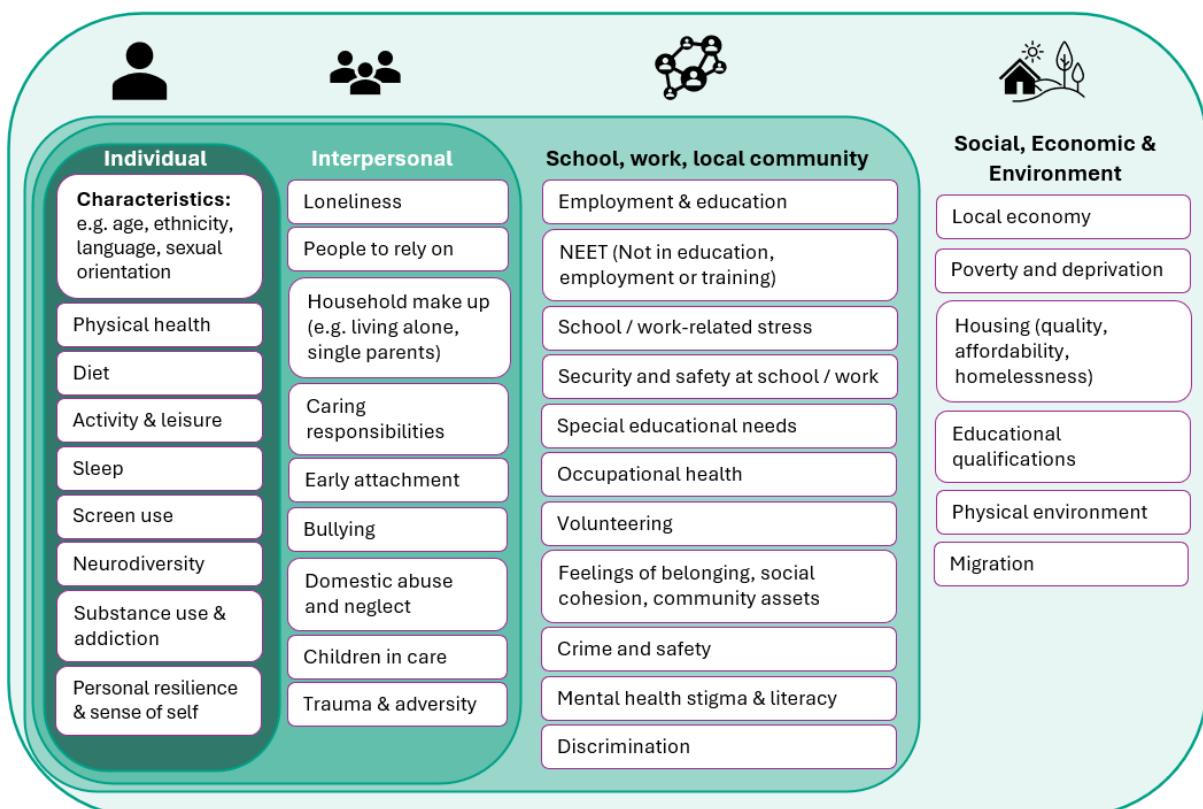 Individual
Characteristics:
e.g. age, ethnicity,
language, sexual
orientation
Physical health
Diet
Activity & leisure
Sleep
Screen use
Neurodiversity
Substance use &
addiction
Personal resilience
& sense of self
Interpersonal
Loneliness
People to rely on
Household make up
(e.g. living alone,
single parents)
Caring
responsibilities
Early attachment
Bullying
Domestic abuse
and neglect
Children in care
Trauma & adversity
School, work, local community
Employment & education
NEET (Not in education,
employment or training)
School / work-related stress
Security and safety at school / work
Special educational needs
Occupational health
Volunteering
Feelings of belonging, social
cohesion, community assets
Crime and safety
Mental health stigma & literacy
Discrimination
Social, Economic &
Environment
Local economy
Poverty and deprivation
Housing (quality,
affordability,
homelessness)
Educational
qualifications
Physical environment
Migration